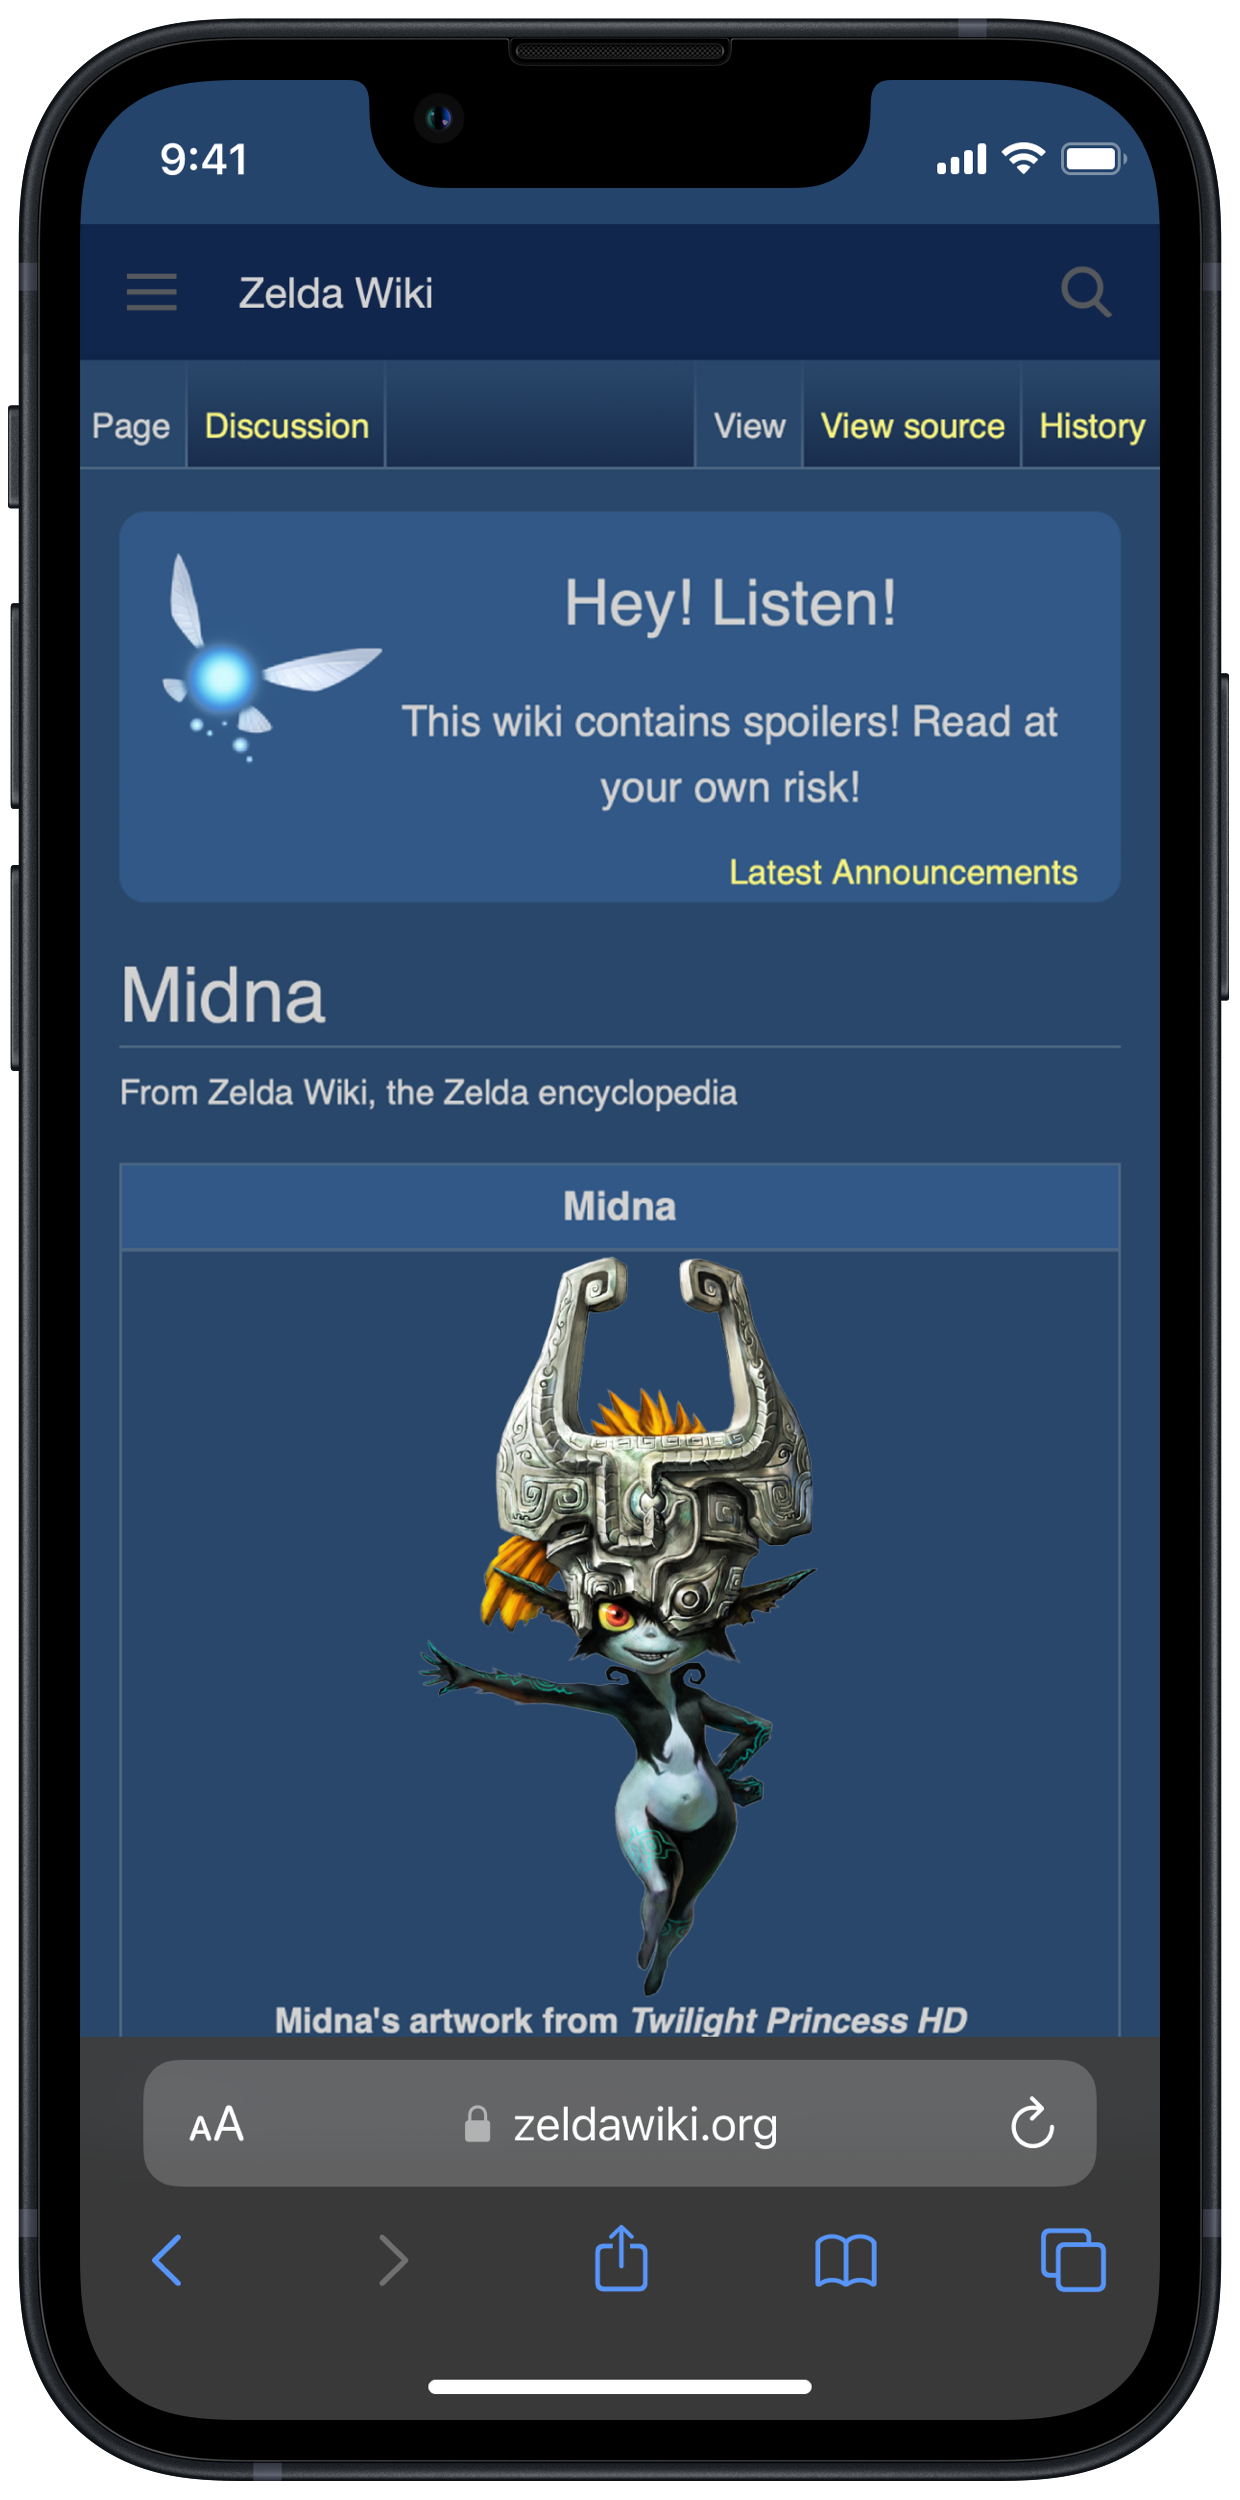 9:41
Zelda Wiki
Page Discussion View View source History
Hey! Listen!
This wiki contains spoilers! Read at
your own risk!
Latest Announcements
Midna
From Zelda Wiki, the Zelda encyclopedia
Midna
Midna's artwork from Twilight Princess HD
AA zeldawiki.org